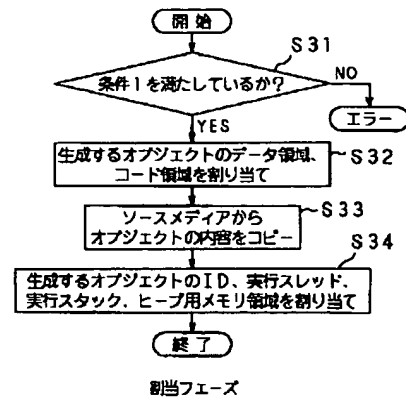 開始
S31
条件1を満たしているか?
NO
エラー
YES
生成するオブジェクトのデータ領域、
コード領域を割り当て
S32
ソースメディアから
オブジェクトの内容をコピー
S33
S34
生成するオブジェクトのID、実行スレッド、
実行スタック、ヒープ用メモリ領域を割り当て
終了
割当フェーズ